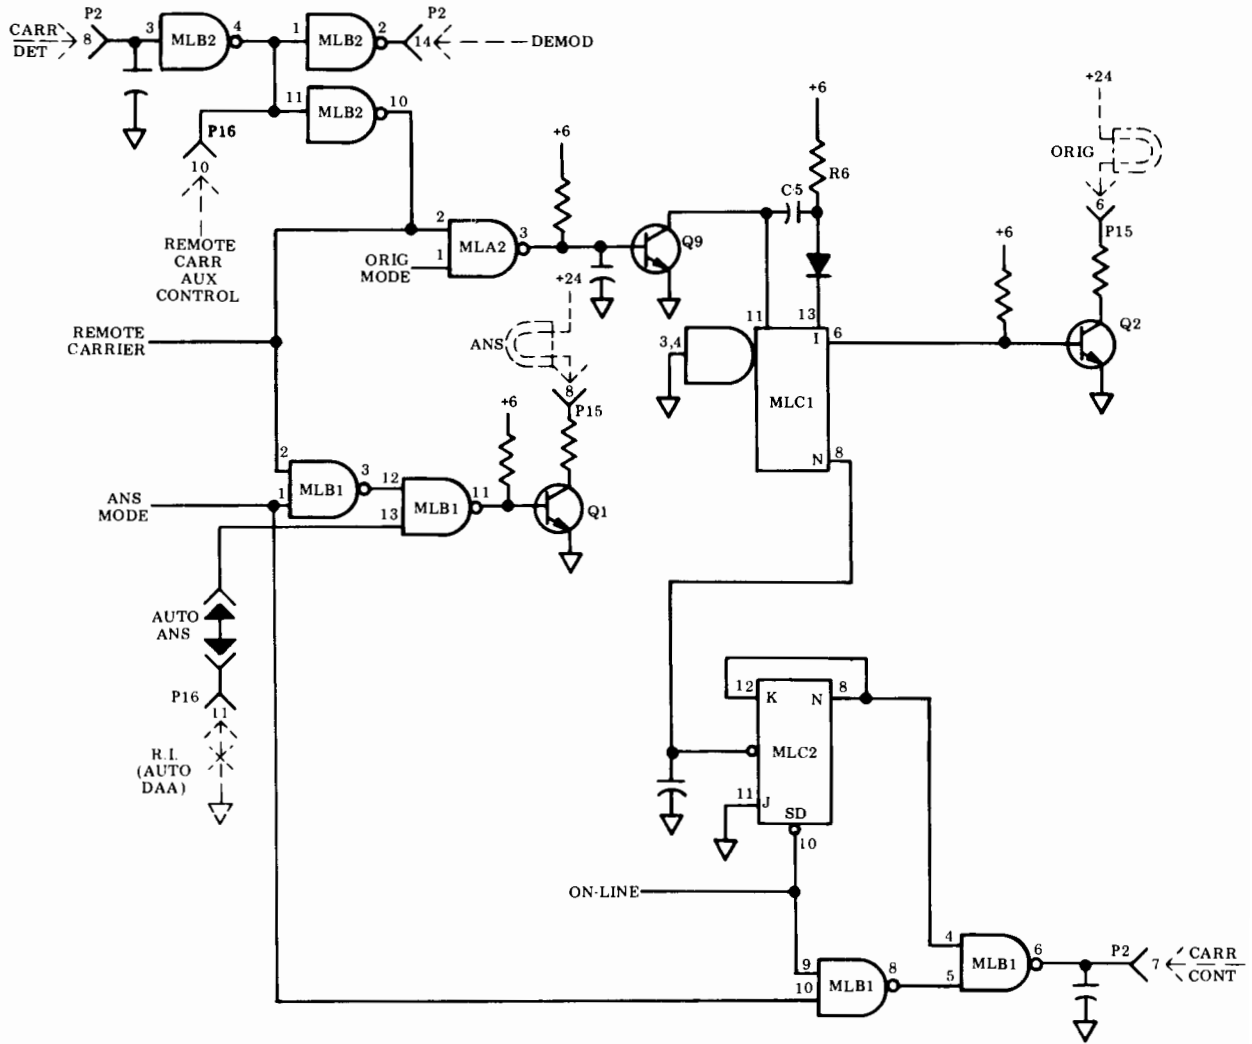 P2
P2
CARR
DET
8
3
MLB2
4
1
MLB2
2
14
DEMOD
11
MLB2
10
P16
10
REMOTE
CARR
AUX
CONTROL
+6
+6
R6
C5
+24
ORIG
6
P15
2
MLA2
3
1
ORIG
MODE
Q9
+24
+6
REMOTE
CARRIER
ANS
8
P15
3,4
11
13
I
6
MLC1
N
8
Q2
+6
2
MLB1
3
1
ANS
MODE
12
MLB1
11
13
Q1
AUTO
ANS
P16
11
R.I.
(AUTO
DAA)
12
K
N
8
MLC2
11
J
SD
10
ON-LINE
9
10
MLB1
8
4
5
MLB1
6
P2
7
CARR
CONT